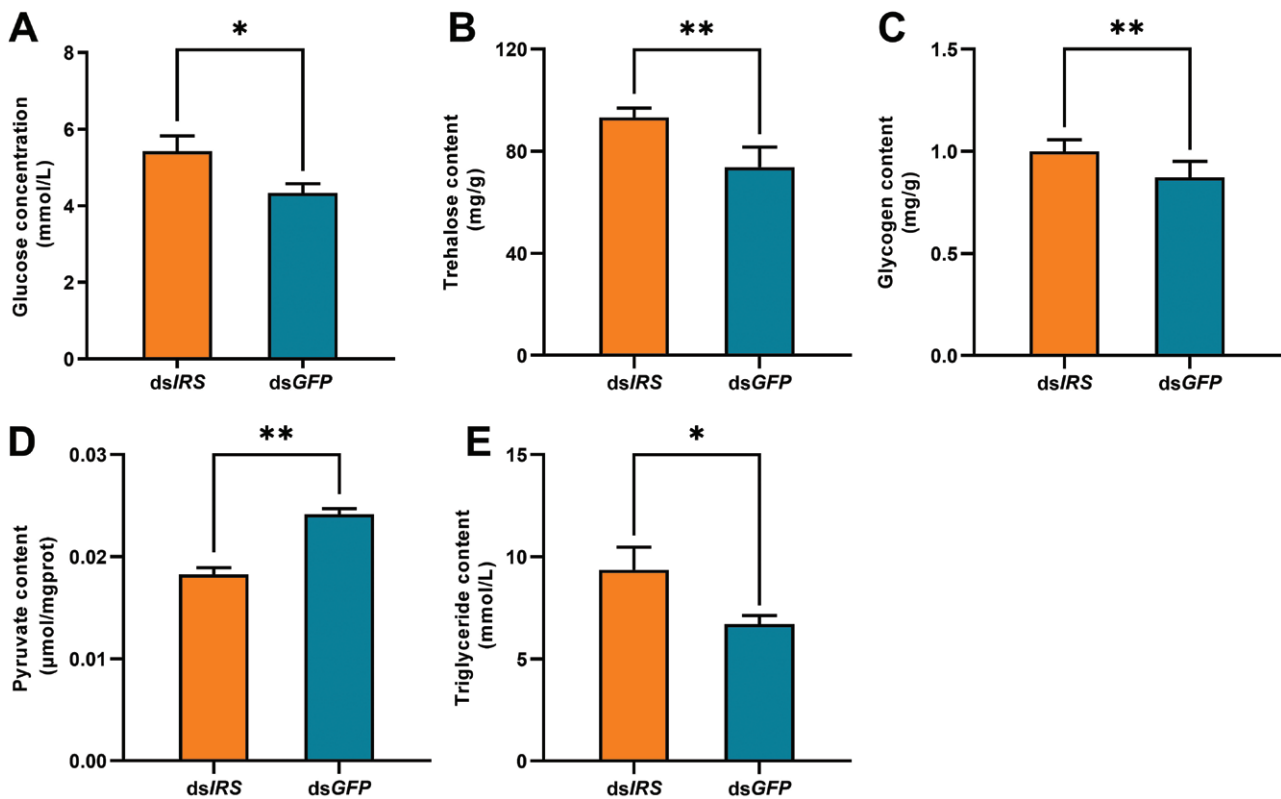 A
*
Glucose concentration
(mmol/L)
8
6
4
2
0
dsIRS
dsGFP
B
**
Trehalose content
(mg/g)
120
80
40
0
dsIRS
dsGFP
C
**
Glycogen content
(mg/g)
1.5
1.0
0.5
0.0
dsIRS
dsGFP
D
**
Pyruvate content
(μmol/mgprot)
0.03
0.02
0.01
0.00
dsIRS
dsGFP
E
*
Triglyceride content
(mmol/L)
15
10
5
0
dsIRS
dsGFP